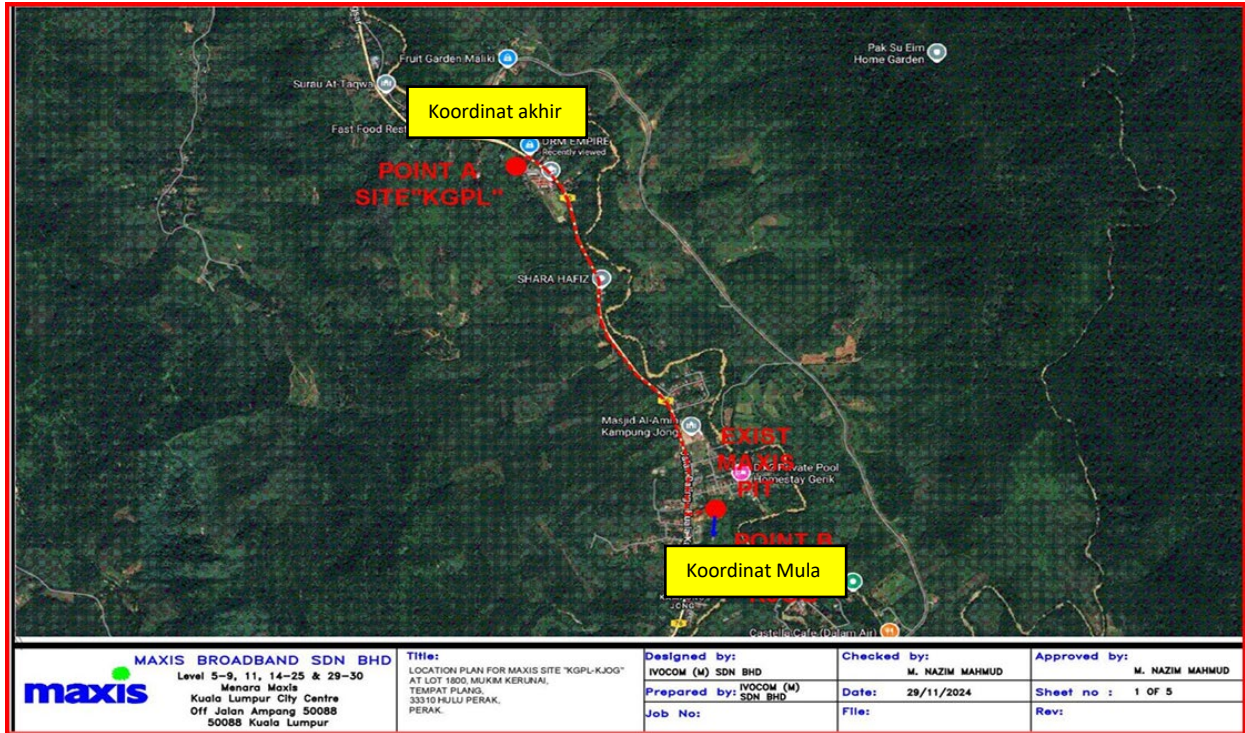 Fruit Garden Maliki
Pak Su Eim
Home Garden
Surau At-Taqwa
Koordinat akhir
Fast Food Rest
DRM EMPIRE
Recently viewed
POINT A
SITE"KGPL"
SHARA HAFIZ
Masjid Al-Amin
Kampung Jong
EXIST
MAXIS
PIT
Private Pool
Homestay Gerik
POINT B
Koordinat Mula
JONG
76
Castello Cafe (Dalam Air)
MAXIS BROADBAND SDN BHD
Level 5-9, 11, 14-25 & 29-30
Menara Maxis
Kuala Lumpur City Centre
Off Jalan Ampang 50088
50088 Kuala Lumpur
maxis
Title:
LOCATION PLAN FOR MAXIS SITE "KGPL-KJOG"
AT LOT 1800, MUKIM KERUNAI,
TEMPAT PLANG,
33310 HULU PERAK,
PERAK.
Designed by:
IVOCOM (M) SDN BHD
Prepared by: IVOCOM (M)
SDN BHD
Job No:
Checked by:
M. NAZIM MAHMUD
Date: 29/11/2024
File:
Approved by:
M. NAZIM MAHMUD
Sheet no : 1 OF 5
Rev: